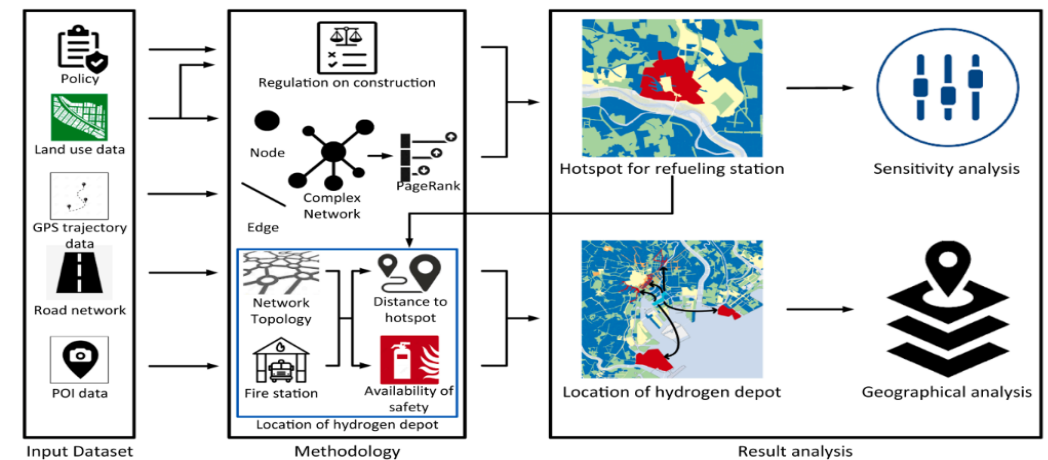 Policy
Land use data
GPS trajectory
data
Road network
POI data
Input Dataset
Regulation on construction
Node
Edge
Complex
Network
PageRank
Network
Topology
Distance to
hotspot
Fire station
Availability of
safety
Location of hydrogen depot
Methodology
Hotspot for refueling station
Sensitivity analysis
Location of hydrogen depot
Geographical analysis
Result analysis